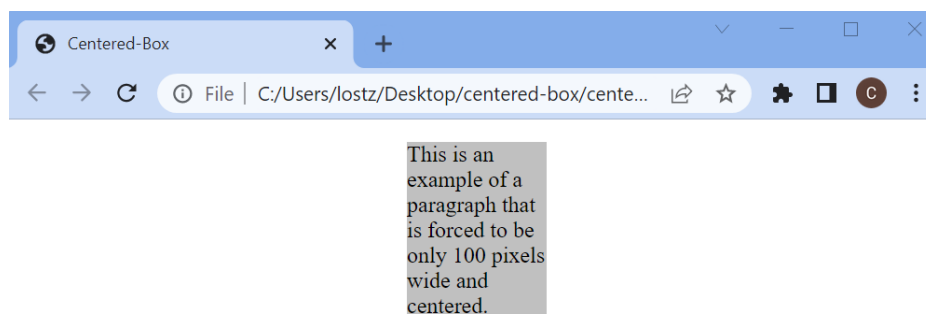 Centered-Box
File C:/Users/lostz/Desktop/centered-box/cente...
C
This is an
example of a
paragraph that
is forced to be
only 100 pixels
wide and
centered.